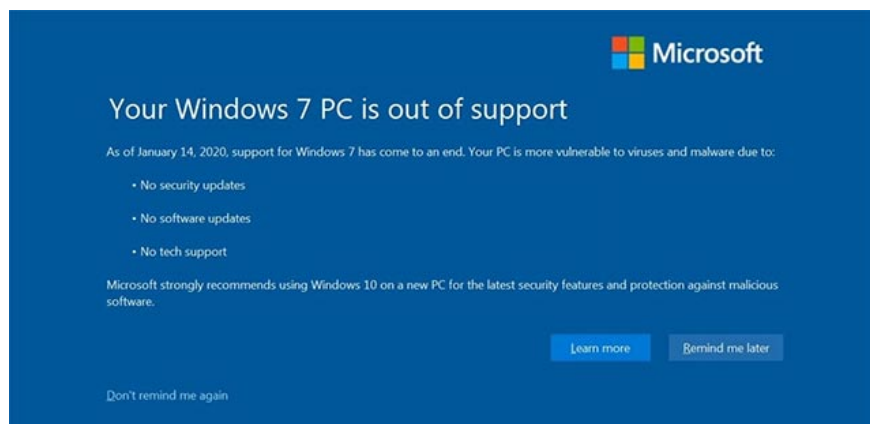 Microsoft
Your Windows 7 PC is out of support
As of January 14, 2020, support for Windows 7 has come to an end. Your PC is more vulnerable to viruses and malware due to:
• No security updates
• No software updates
• No tech support
Microsoft strongly recommends using Windows 10 on a new PC for the latest security features and protection against malicious
software.
Learn more
Remind me later
Don't remind me again